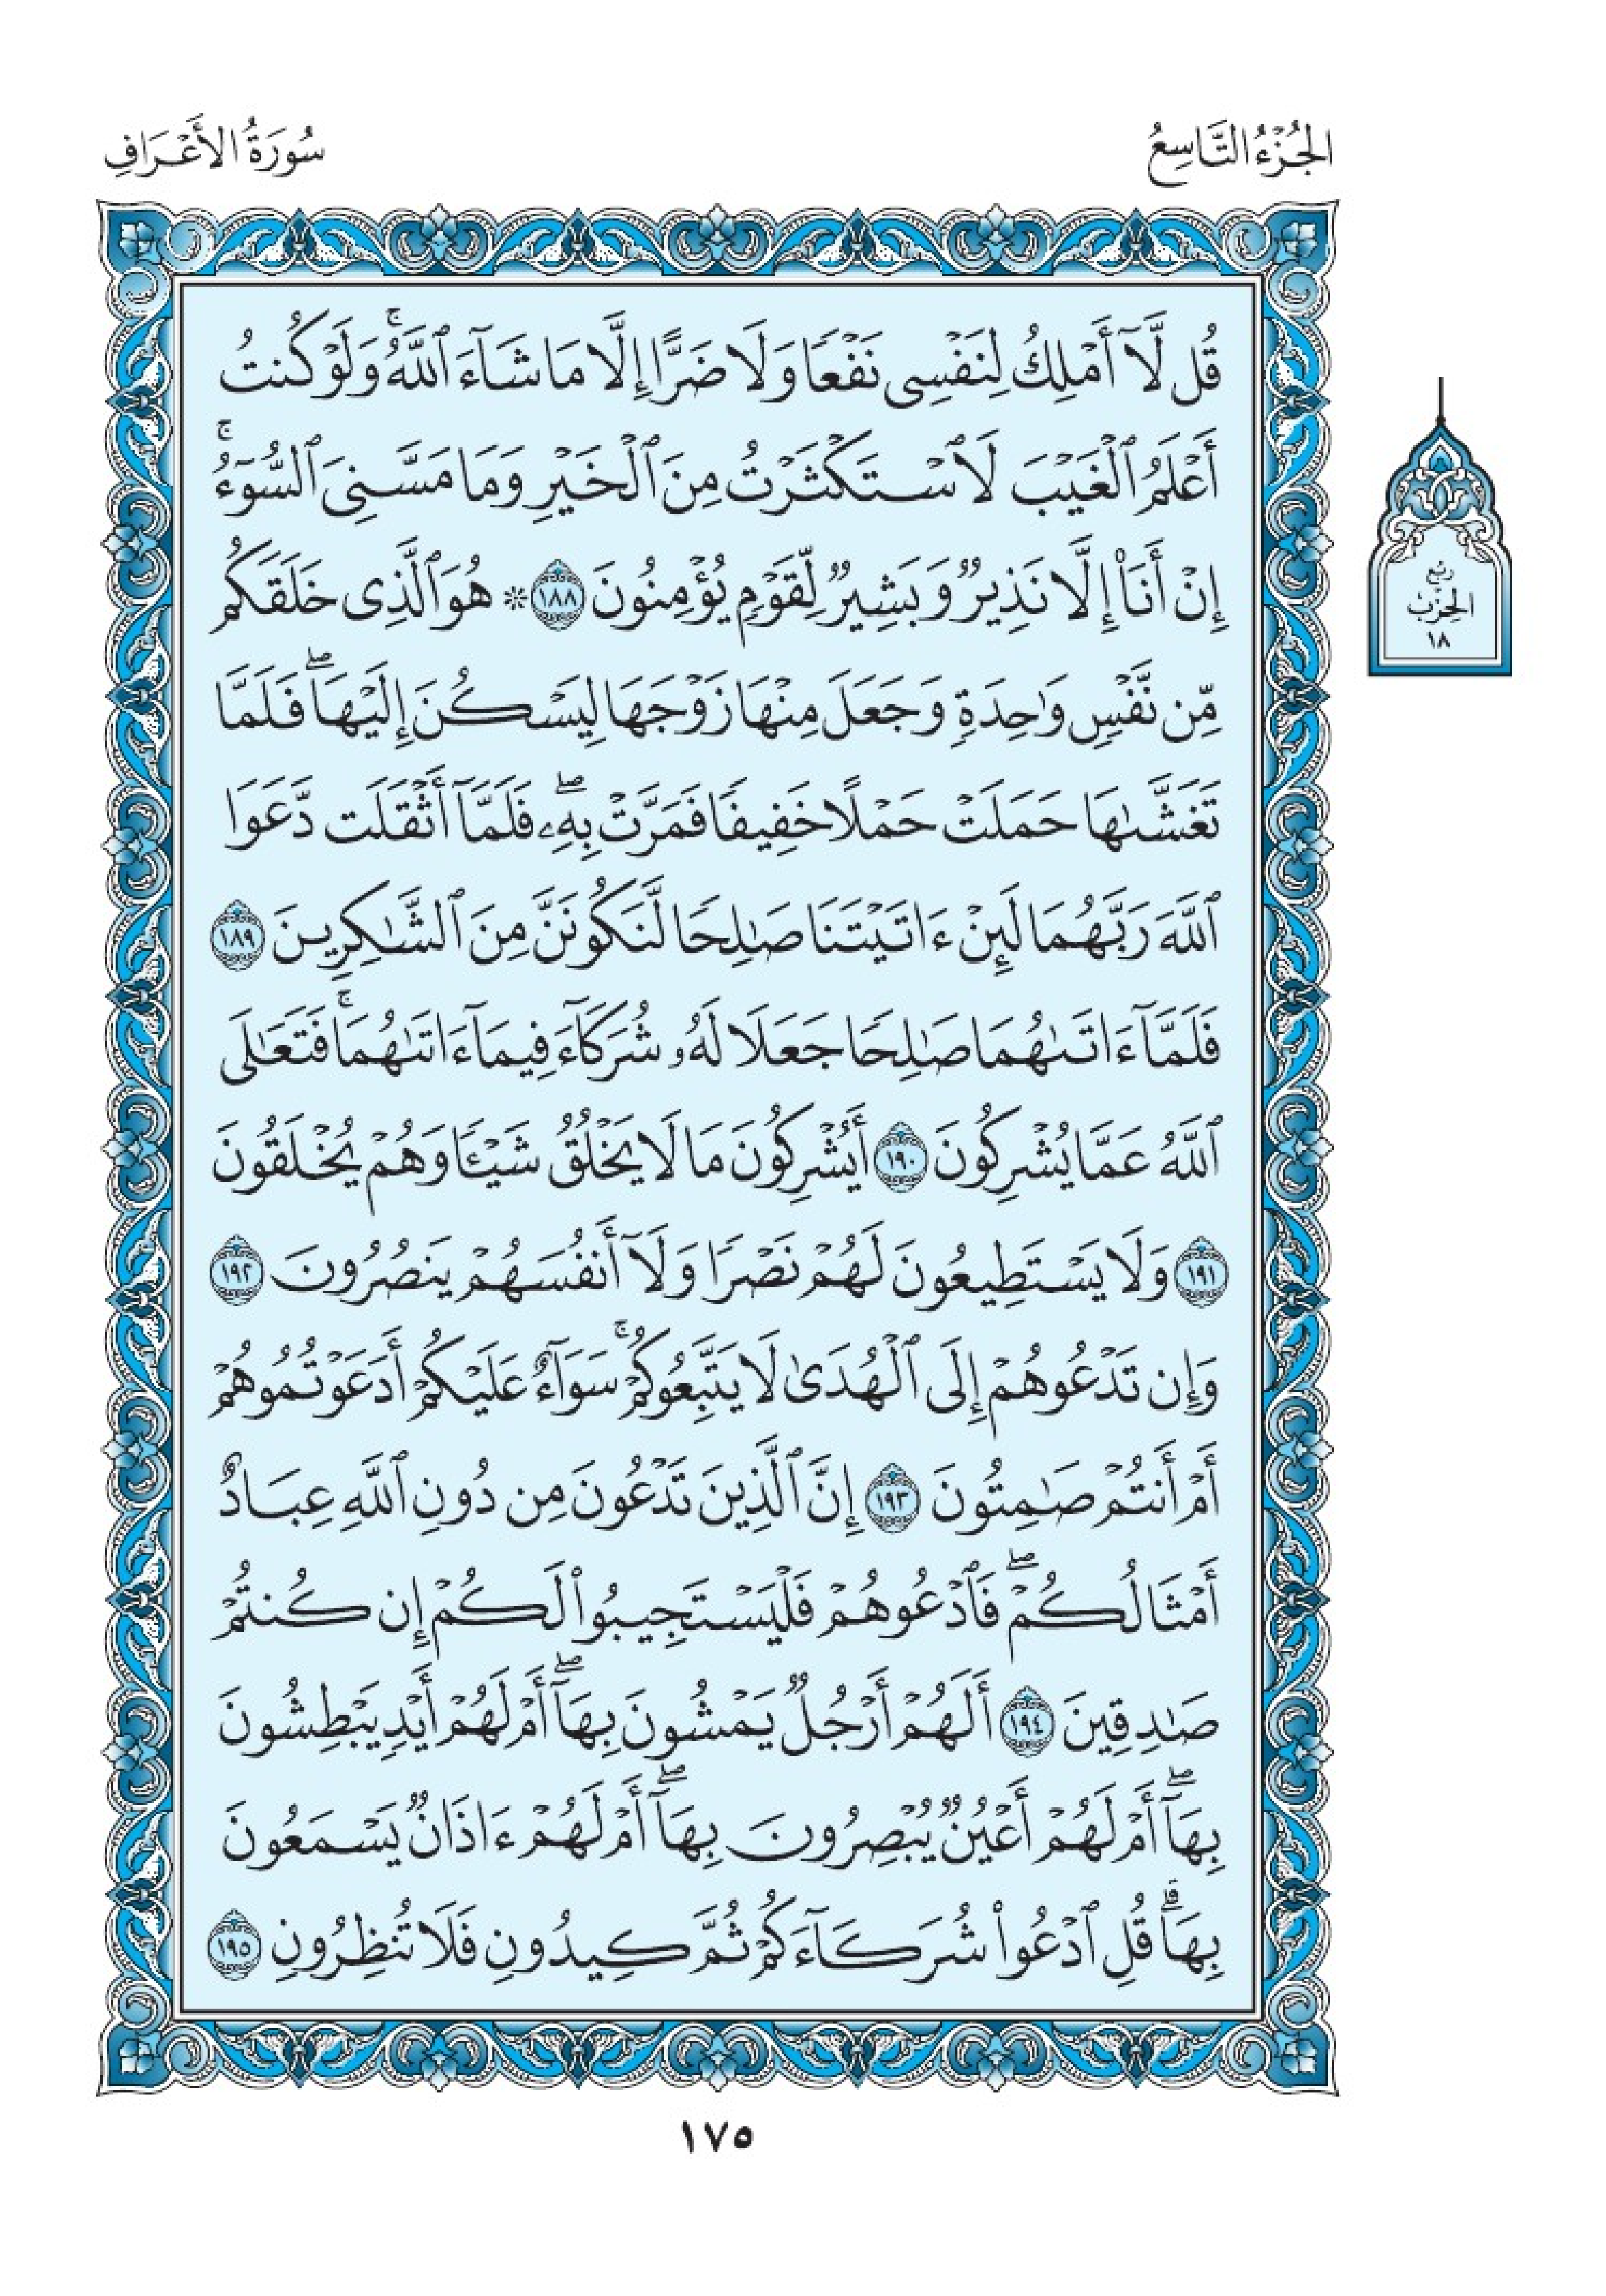 الجُزْءُ التَّاسِعُ
سُورَةُ الأَعْرَافِ
قُل لَّآ أَمْلِكُ لِنَفْسِى نَفْعًا وَلَا ضَرًّا إِلَّا مَا شَآءَ ٱللَّهُۚ وَلَوْ كُنتُ
أَعْلَمُ ٱلْغَيْبَ لَٱسْتَكْثَرْتُ مِنَ ٱلْخَيْرِ وَمَا مَسَّنِىَ ٱلسُّوٓءُۚ
إِنْ أَنَا۠ إِلَّا نَذِيرٌ وَبَشِيرٌ لِّقَوْمٍ يُؤْمِنُونَ ١٨٨ ۞ هُوَ ٱلَّذِى خَلَقَكُم
مِّن نَّفْسٍ وَٰحِدَةٍ وَجَعَلَ مِنْهَا زَوْجَهَا لِيَسْكُنَ إِلَيْهَاۖ فَلَمَّا
تَغَشَّىٰهَا حَمَلَتْ حَمْلًا خَفِيفًا فَمَرَّتْ بِهِۦۖ فَلَمَّآ أَثْقَلَت دَّعَوَا
ٱللَّهَ رَبَّهُمَا لَئِنْ ءَاتَيْتَنَا صَٰلِحًا لَّنَكُونَنَّ مِنَ ٱلشَّٰكِرِينَ ١٨٩
فَلَمَّآ ءَاتَىٰهُمَا صَٰلِحًا جَعَلَا لَهُۥ شُرَكَآءَ فِيمَآ ءَاتَىٰهُمَاۚ فَتَعَٰلَى
ٱللَّهُ عَمَّا يُشْرِكُونَ ١٩٠ أَيُشْرِكُونَ مَا لَا يَخْلُقُ شَيْـًٔا وَهُمْ يُخْلَقُونَ
١٩١ وَلَا يَسْتَطِيعُونَ لَهُمْ نَصْرًا وَلَآ أَنفُسَهُمْ يَنصُرُونَ ١٩٢
وَإِن تَدْعُوهُمْ إِلَى ٱلْهُدَىٰ لَا يَتَّبِعُوكُمْۚ سَوَآءٌ عَلَيْكُمْ أَدَعَوْتُمُوهُمْ
أَمْ أَنتُمْ صَٰمِتُونَ ١٩٣ إِنَّ ٱلَّذِينَ تَدْعُونَ مِن دُونِ ٱللَّهِ عِبَادٌ
أَمْثَالُكُمْۖ فَٱدْعُوهُمْ فَلْيَسْتَجِيبُوا۟ لَكُمْ إِن كُنتُمْ
صَٰدِقِينَ ١٩٤ أَلَهُمْ أَرْجُلٌ يَمْشُونَ بِهَآۖ أَمْ لَهُمْ أَيْدٍ يَبْطِشُونَ
بِهَآۖ أَمْ لَهُمْ أَعْيُنٌ يُبْصِرُونَ بِهَآۖ أَمْ لَهُمْ ءَاذَانٌ يَسْمَعُونَ
بِهَاۗ قُلِ ٱدْعُوا۟ شُرَكَآءَكُمْ ثُمَّ كِيدُونِ فَلَا تُنظِرُونِ ١٩٥
رُبْع
الحِزْب
١٨
١٧٥